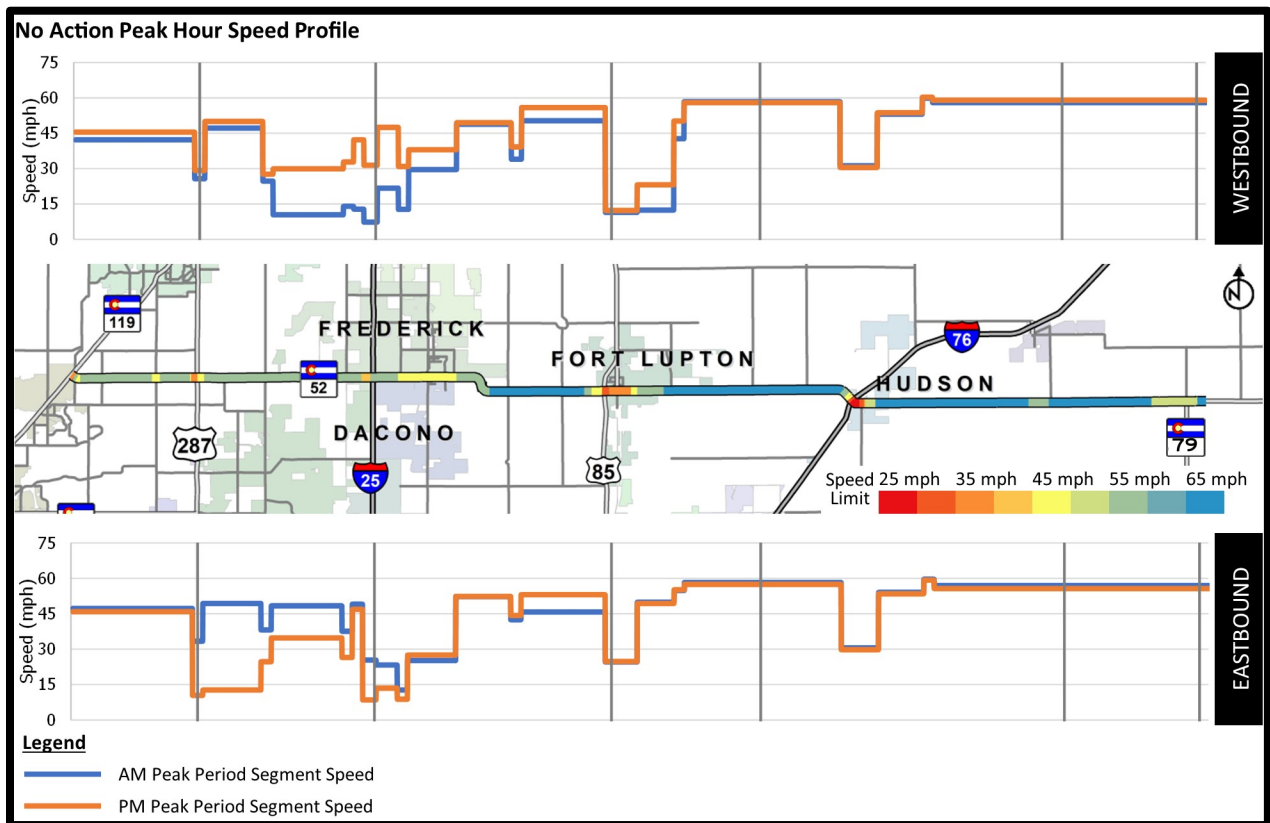 No Action Peak Hour Speed Profile
75
60
45
30
15
0
Speed (mph)
WESTBOUND
119
FREDERICK
52
FORT LUPTON
76
HUDSON
N
287
DACONO
25
85
79
Speed Limit
25 mph 35 mph 45 mph 55 mph 65 mph
75
60
45
30
15
0
Speed (mph)
EASTBOUND
Legend
AM Peak Period Segment Speed
PM Peak Period Segment Speed